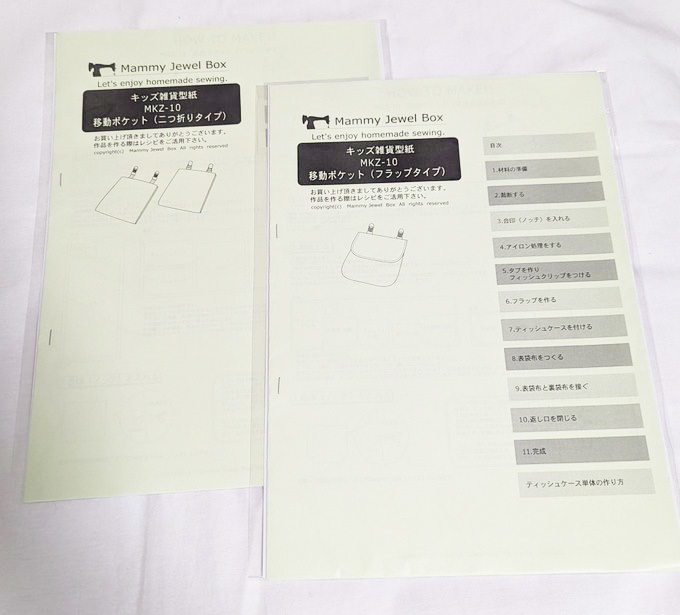 Mammy Jewel Box
Let's enjoy homemade sewing.
キッズ雑貨型紙
MKZ-10
移動ポケット（二つ折りタイプ）
お買い上げ頂きましてありがとうございます。
作品を作る際はレシピをご活用下さい。
copyright(c) Mammy Jewel Box All rights reserved
Mammy Jewel Box
Let's enjoy homemade sewing.
キッズ雑貨型紙
MKZ-10
移動ポケット（フラップタイプ）
お買い上げ頂きましてありがとうございます。
作品を作る際はレシピをご活用下さい。
copyright(c) Mammy Jewel Box All rights reserved
目次
1.材料の準備
2.裁断する
3.合印（ノッチ）を入れる
4.アイロン処理をする
5.タブを作り
フィッシュクリップをつける
6.フラップを作る
7.ティッシュケースを付ける
8.表袋布をつくる
9.表袋布と裏袋布を接ぐ
10.返し口を閉じる
11.完成
ティッシュケース単体の作り方